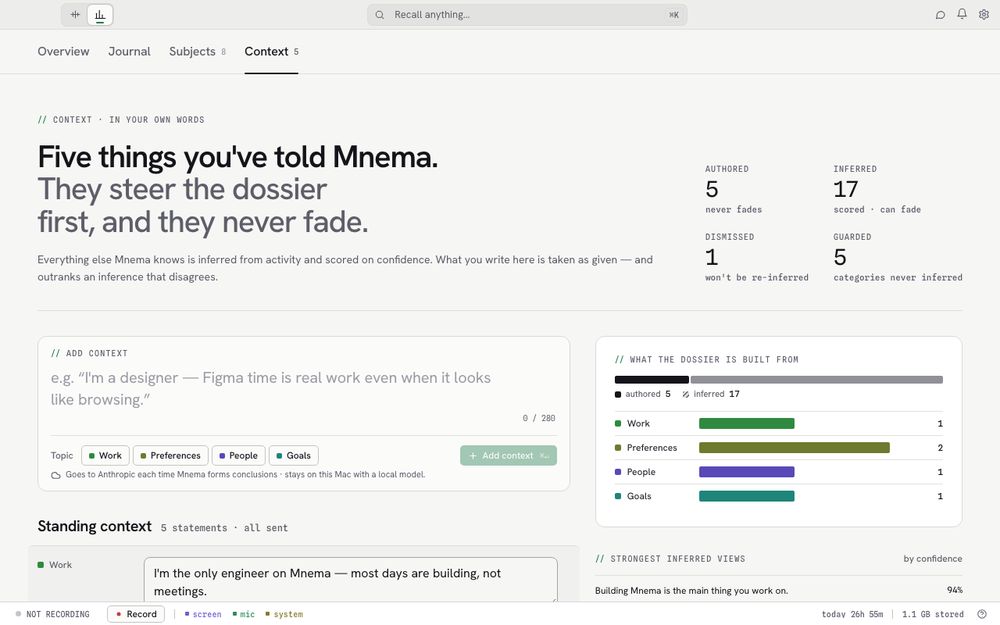 Recall anything...
⌘K
Overview
Journal
Subjects 8
Context 5
// CONTEXT · IN YOUR OWN WORDS
Five things you've told Mnema.
They steer the dossier
first, and they never fade.
Everything else Mnema knows is inferred from activity and scored on confidence. What you write here is taken as given — and
outranks an inference that disagrees.
AUTHORED
5
never fades
INFERRED
17
scored · can fade
DISMISSED
1
won't be re-inferred
GUARDED
5
categories never inferred
// ADD CONTEXT
e.g. “I'm a designer — Figma time is real work even when it looks
like browsing.”
0 / 280
Topic
Work
Preferences
People
Goals
+ Add context
Goes to Anthropic each time Mnema forms conclusions · stays on this Mac with a local model.
// WHAT THE DOSSIER IS BUILT FROM
authored 5
inferred 17
Work 1
Preferences 2
People 1
Goals 1
Standing context 5 statements · all sent
Work
I'm the only engineer on Mnema — most days are building, not
meetings.
// STRONGEST INFERRED VIEWS
by confidence
Building Mnema is the main thing you work on.
94%
NOT RECORDING
Record
screen
mic
system
today 26h 55m
1.1 GB stored